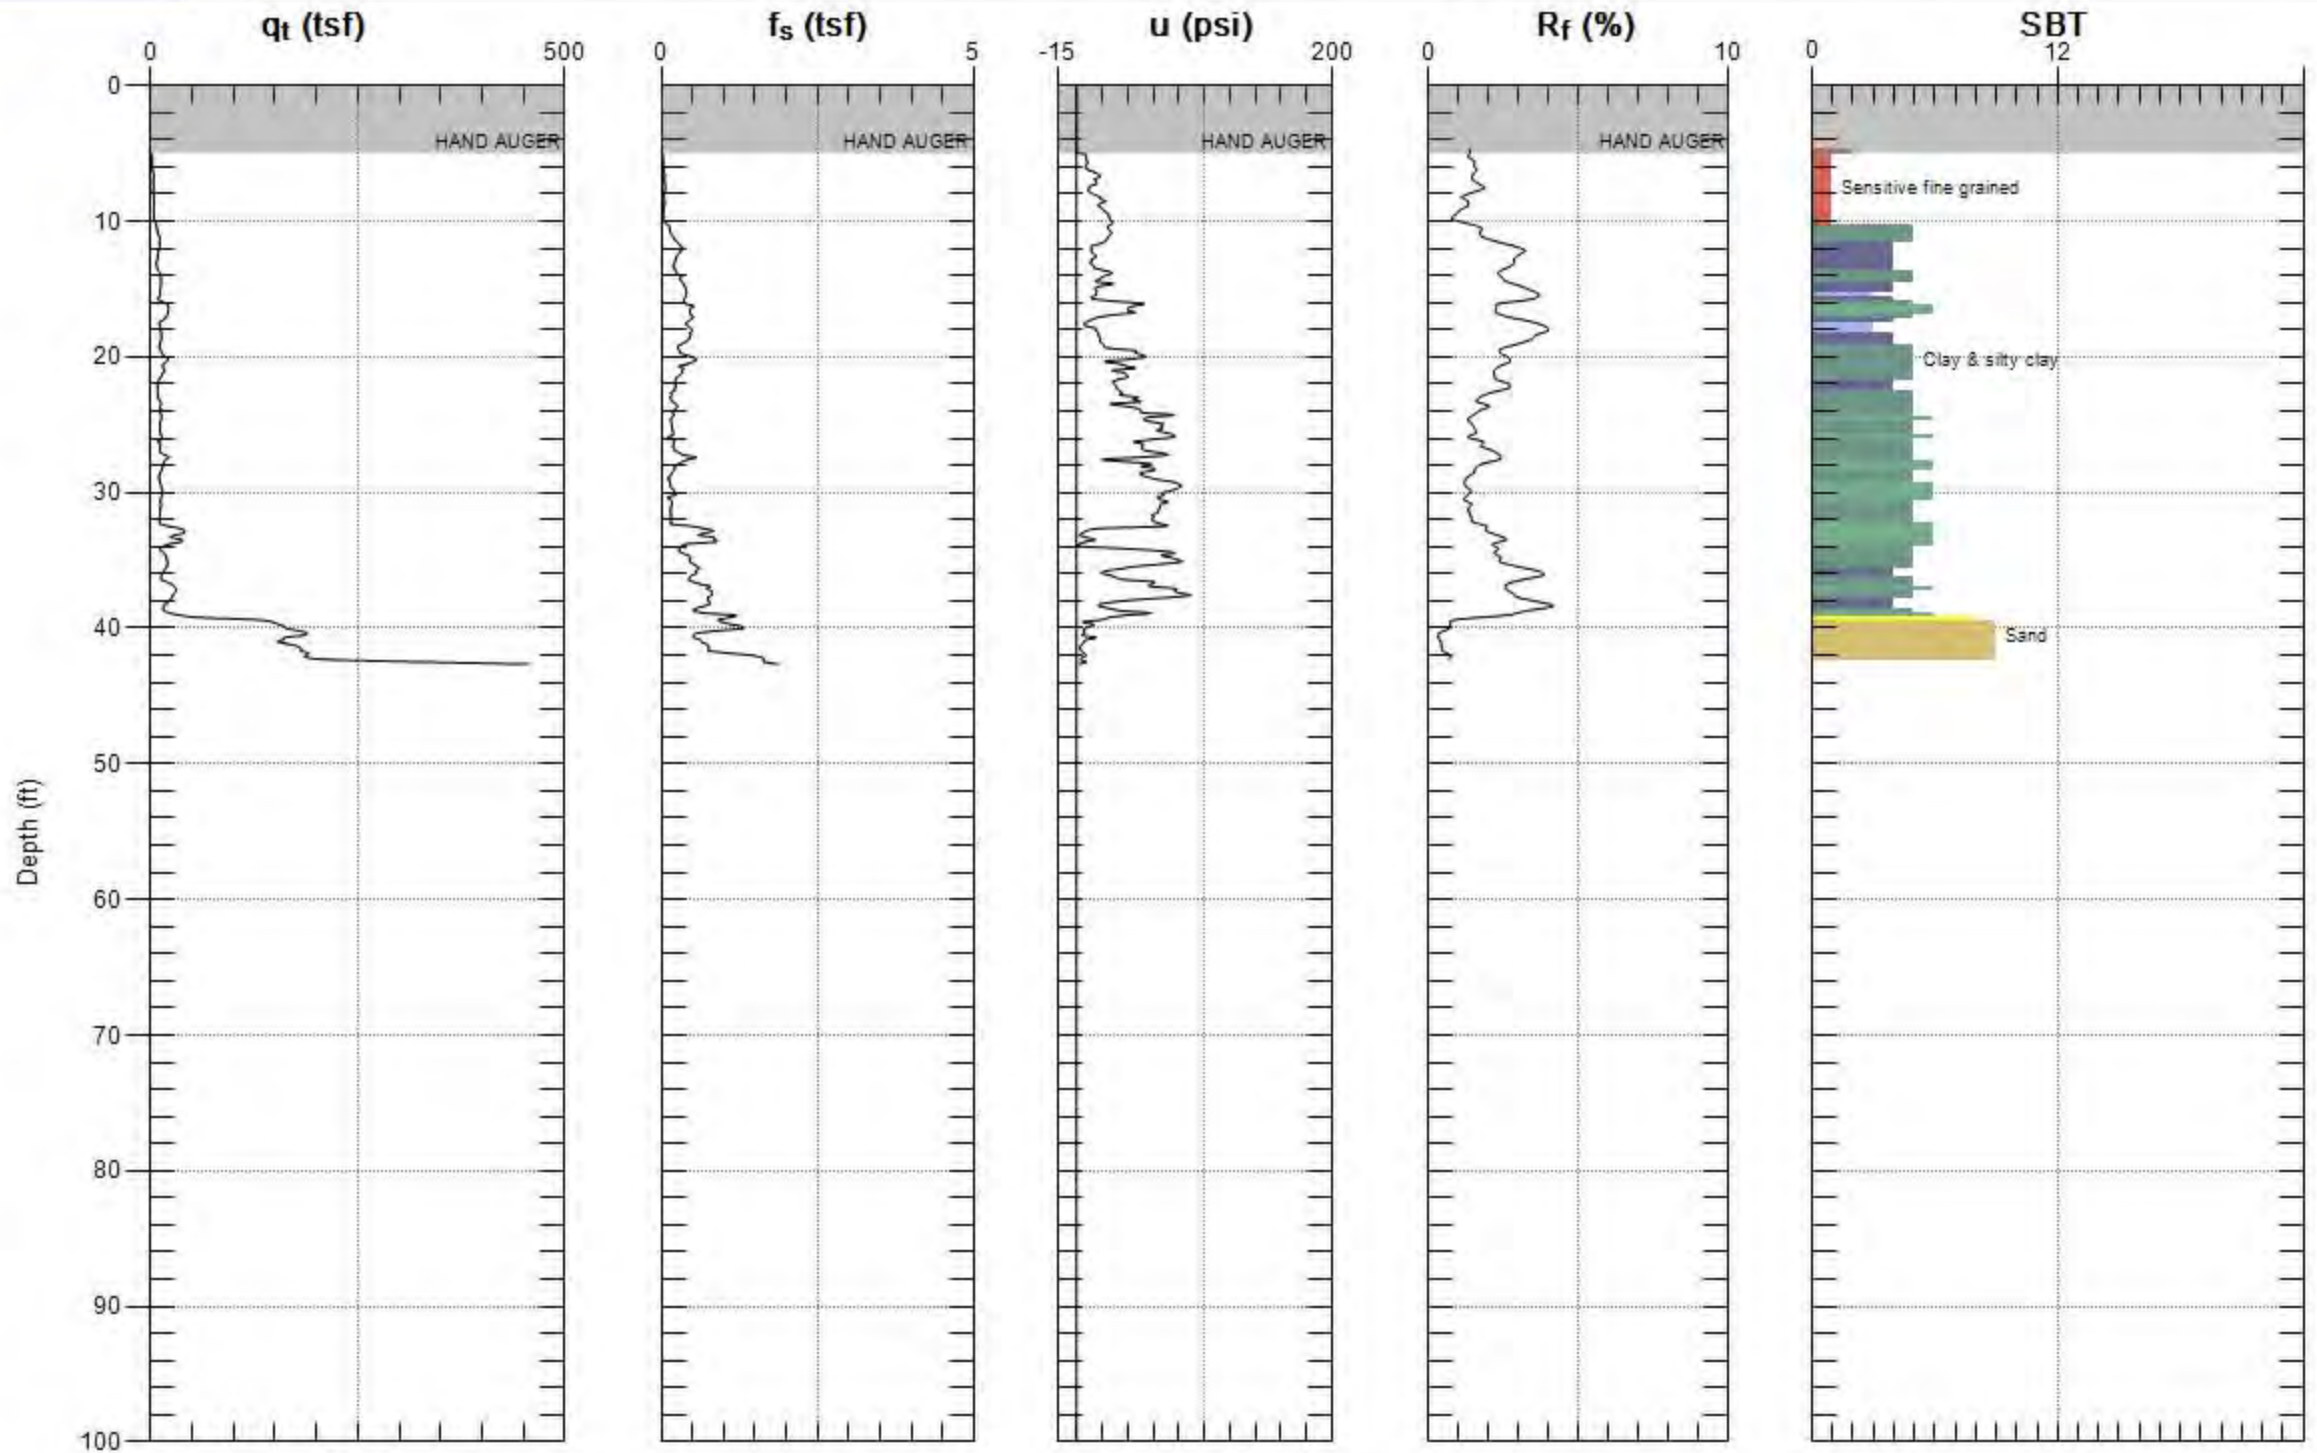 qt (tsf) fs (tsf) u (psi) Rf (%) SBT
0 500 0 5 -15 200 0 10 0 12
0
HAND AUGER HAND AUGER HAND AUGER HAND AUGER
Sensitive fine grained
10
20
Clay & silty clay
30
40
Sand
50
Depth (ft)
60
70
80
90
100